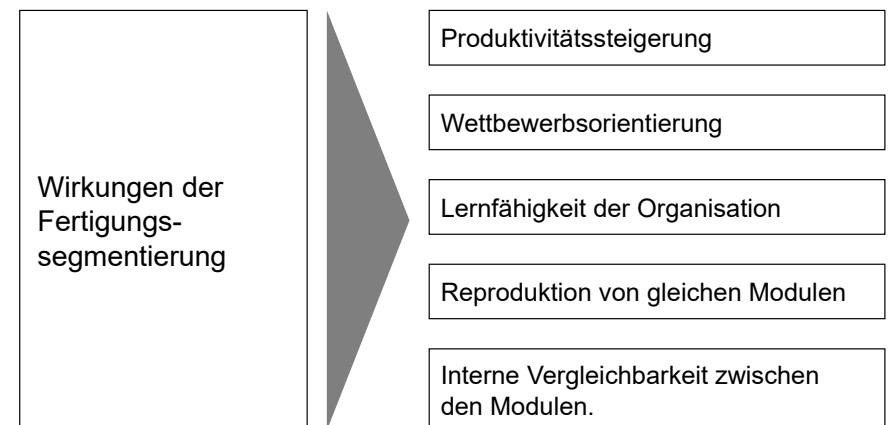 Wirkungen der
Fertigungs-
segmentierung
Produktivitätssteigerung
Wettbewerbsorientierung
Lernfähigkeit der Organisation
Reproduktion von gleichen Modulen
Interne Vergleichbarkeit zwischen
den Modulen.